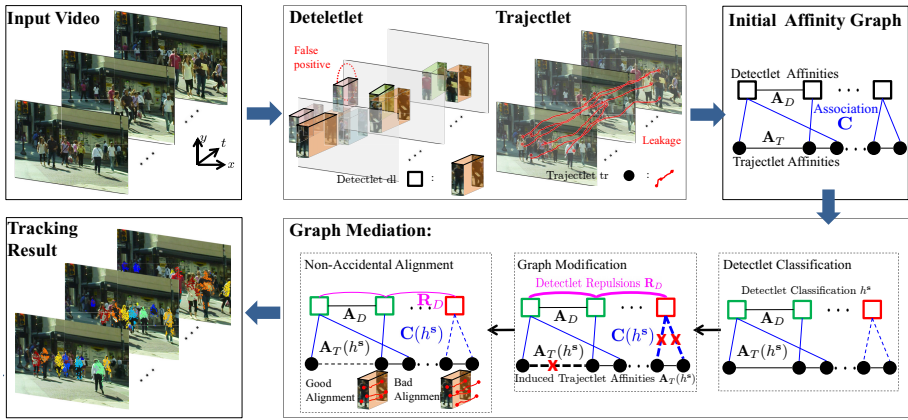 Input Video
y
t
x
Deteletlet
False
positive
Detectlet dl
:
Trajectlet
Leakage
Trajectlet tr
:
Initial Affinity Graph
Detectlet Affinities
A_D
Association
C
A_T
Trajectlet Affinities
Tracking
Result
Graph Mediation:
Non-Accidental Alignment
R_D
A_D
C(h^s)
A_T(h^s)
Good
Alignment
Bad
Alignment
Graph Modification
Detectlet Repulsions R_D
A_D
C(h^s)
A_T(h^s)
Induced Trajectlet Affinities A_T(h^s)
Detectlet Classification
Detectlet Classification h^s
A_D
A_T(h^s)